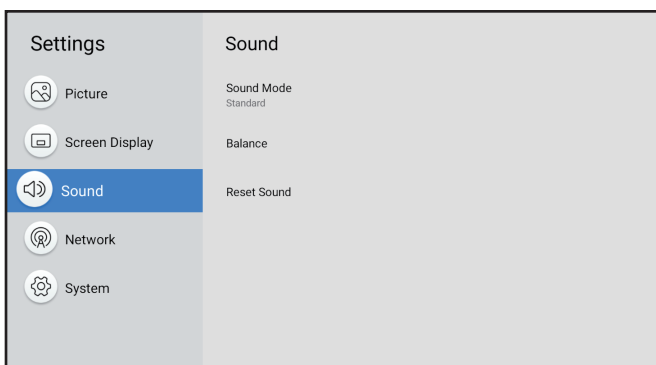 Settings
Picture
Screen Display
Sound
Network
System
Sound
Sound Mode
Standard
Balance
Reset Sound